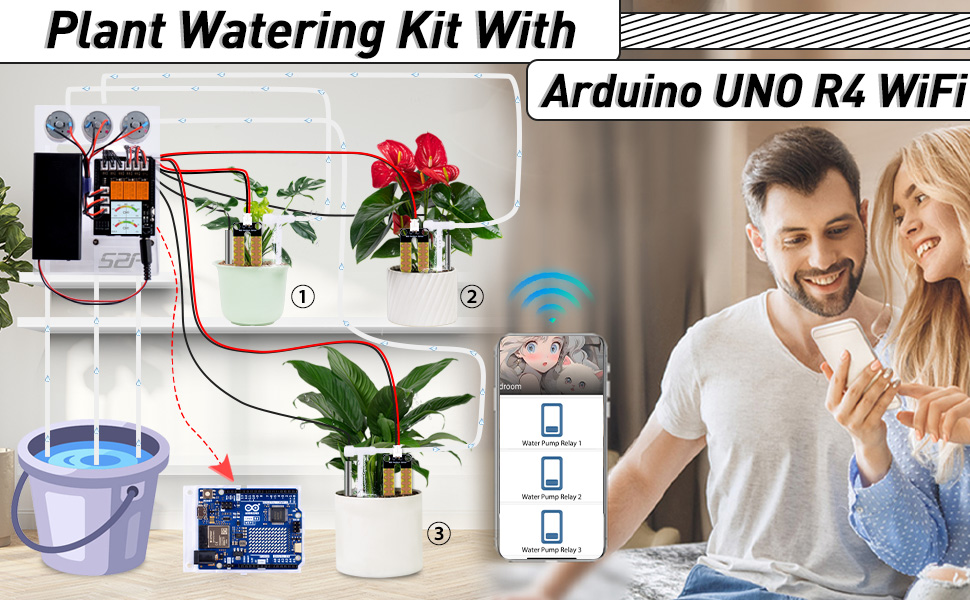 Plant Watering Kit With
Arduino UNO R4 WiFi
S2F
①
②
③
droom
Water Pump Relay 1
Water Pump Relay 2
Water Pump Relay 3